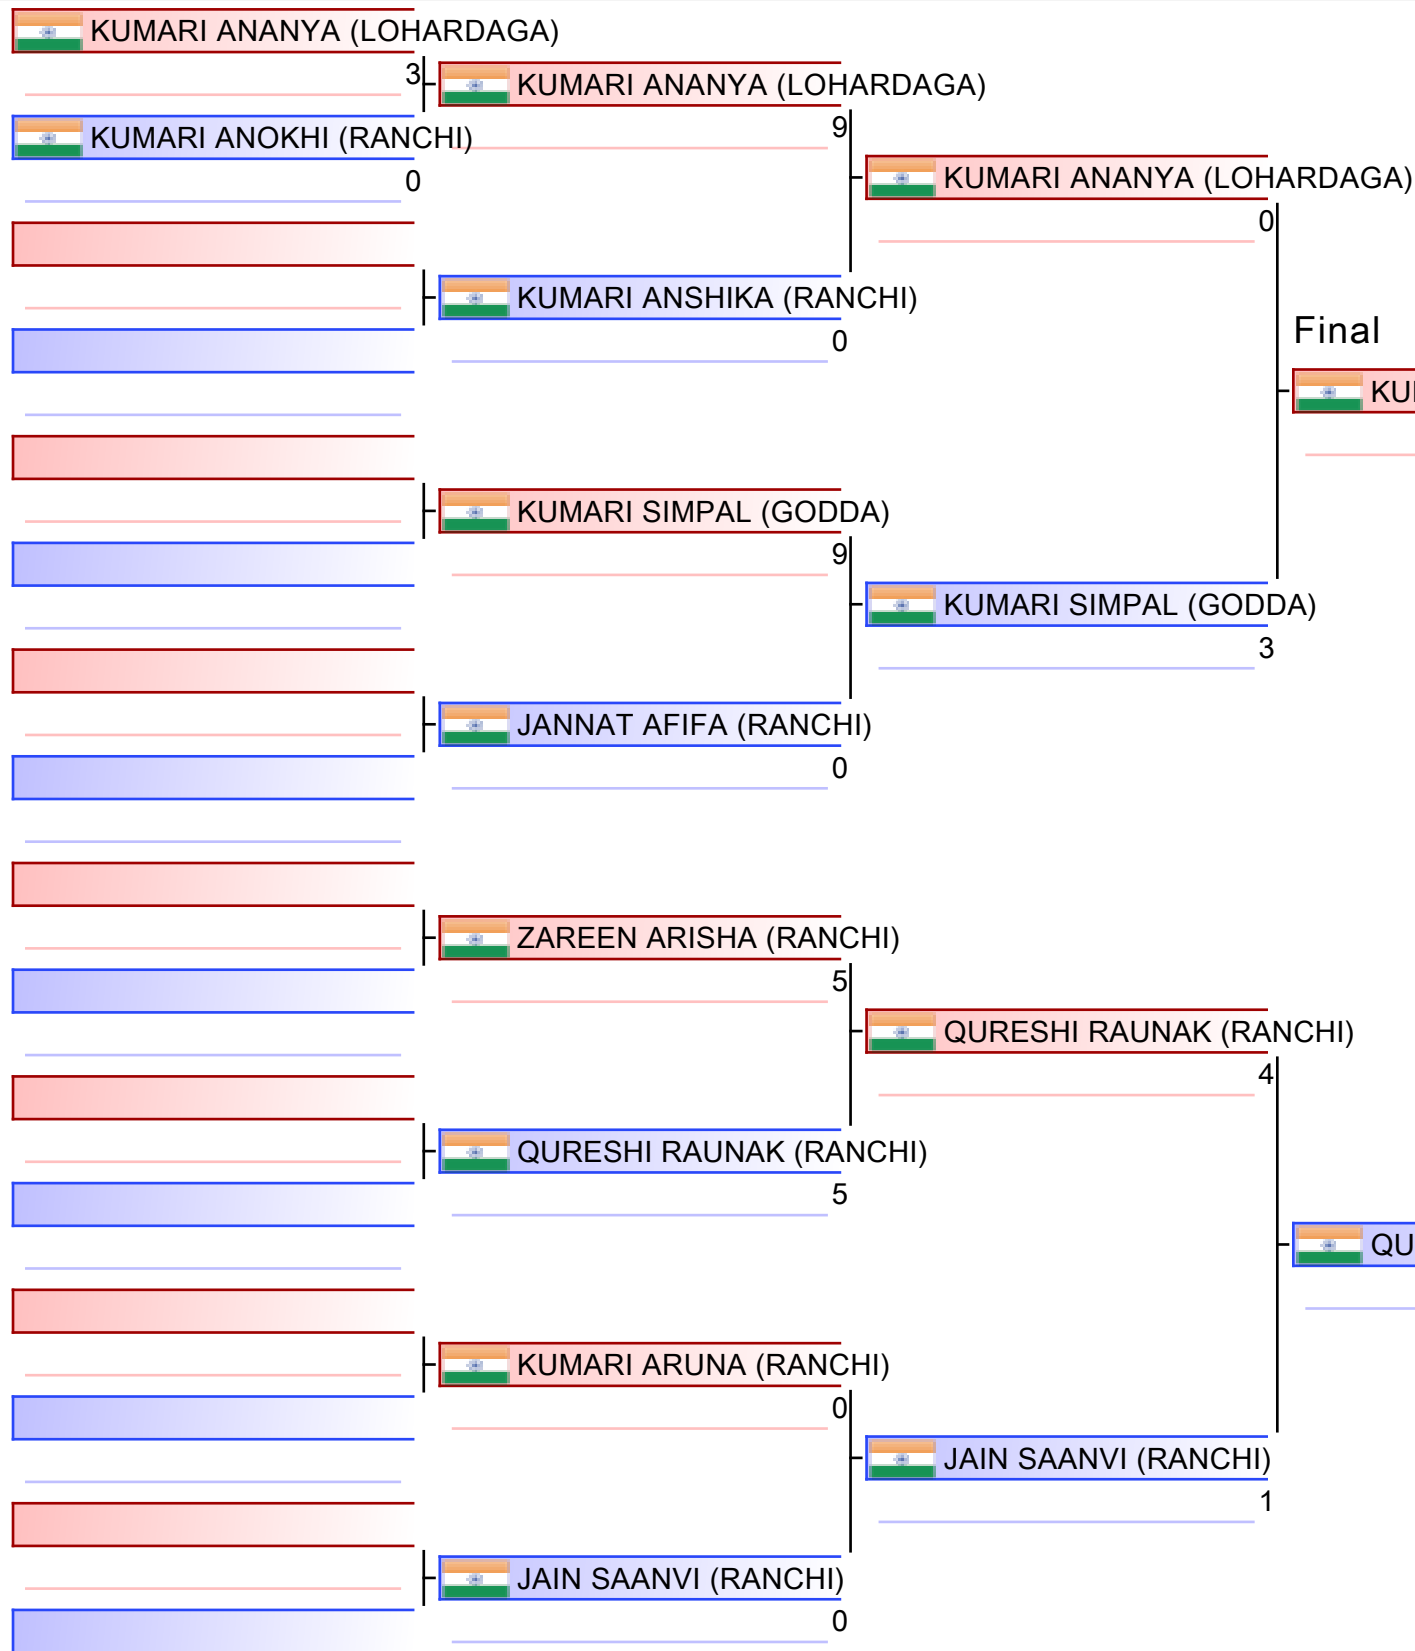 KUMARI ANANYA (LOHARDAGA)
3
KUMARI ANOKHI (RANCHI)
0
KUMARI ANANYA (LOHARDAGA)
9
KUMARI ANSHIKA (RANCHI)
0
KUMARI SIMPAL (GODDA)
9
JANNAT AFIFA (RANCHI)
0
ZAREEN ARISHA (RANCHI)
5
QURESHI RAUNAK (RANCHI)
5
KUMARI ARUNA (RANCHI)
0
JAIN SAANVI (RANCHI)
0
KUMARI ANANYA (LOHARDAGA)
0
KUMARI SIMPAL (GODDA)
3
QURESHI RAUNAK (RANCHI)
4
JAIN SAANVI (RANCHI)
1
Final
QU